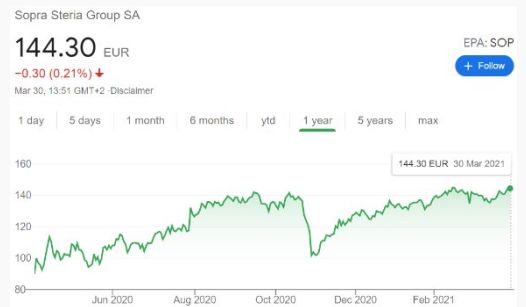 Sopra Steria Group SA
144.30 EUR
EPA: SOP
−0.30 (0.21%) ↓
+ Follow
Mar 30, 13:51 GMT+2 ·Disclaimer
1 day 5 days 1 month 6 months ytd 1 year 5 years max
144.30 EUR 30 Mar 2021
160
140
120
100
80
Jun 2020 Aug 2020 Oct 2020 Dec 2020 Feb 2021